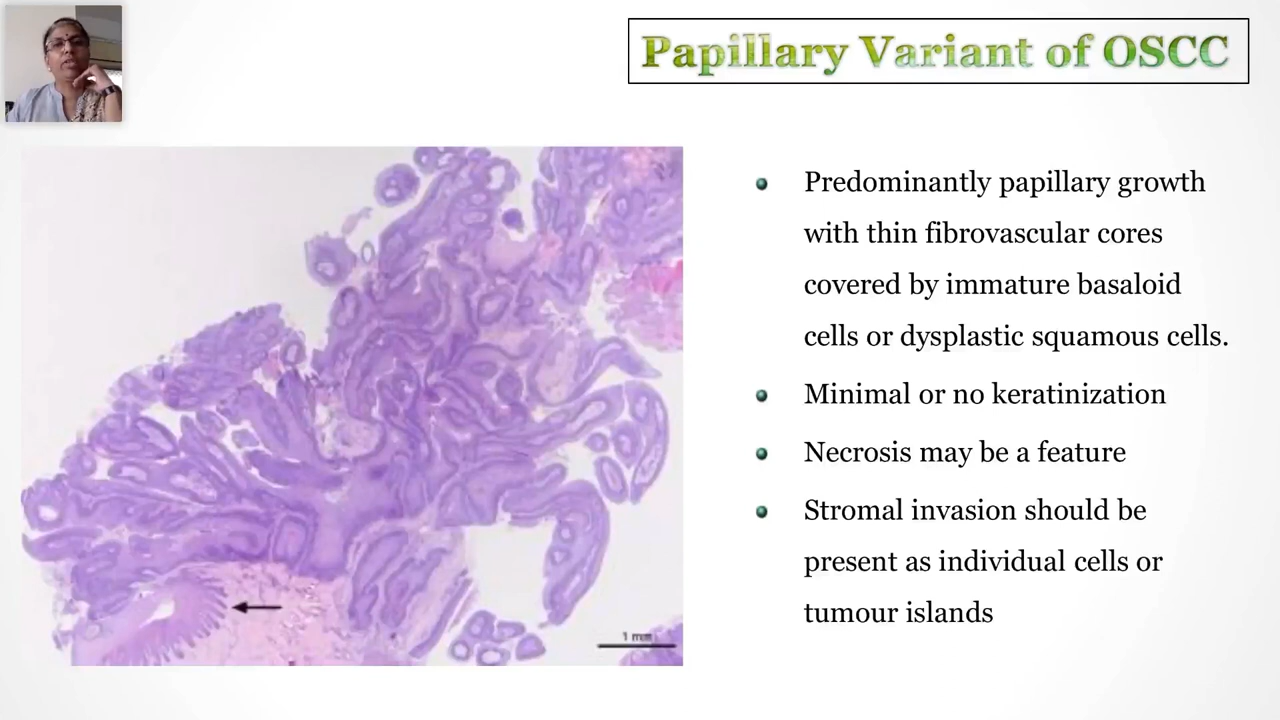 Papillary Variant of OSCC
Predominantly papillary growth
with thin fibrovascular cores
covered by immature basaloid
cells or dysplastic squamous cells.
Minimal or no keratinization
Necrosis may be a feature
Stromal invasion should be
present as individual cells or
tumour islands
1 mm